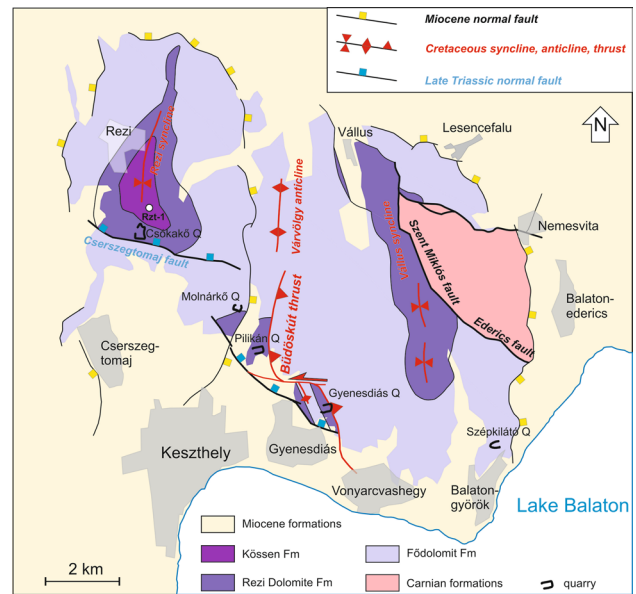 Miocene normal fault
Cretaceous syncline, anticline, thrust
Late Triassic normal fault
N
Rezi
Rezi syncline
Rzt-1
Csókakő Q
Cserszegtomaj fault
Várvölgy anticline
Vállus
Lesencefalu
Nemesvita
Szent Miklós fault
Balaton-
ederics
Ederics fault
Molnárkő Q
Büdöskút thrust
Cserszeg-
tomaj
Pilikán Q
Gyenesdiás Q
Szépkilátó Q
Keszthely
Gyenesdiás
Vonyarcvashegy
Balaton-
györök
Lake Balaton
Miocene formations
Kössen Fm
Fődolomit Fm
Rezi Dolomite Fm
Carnian formations
quarry
2 km